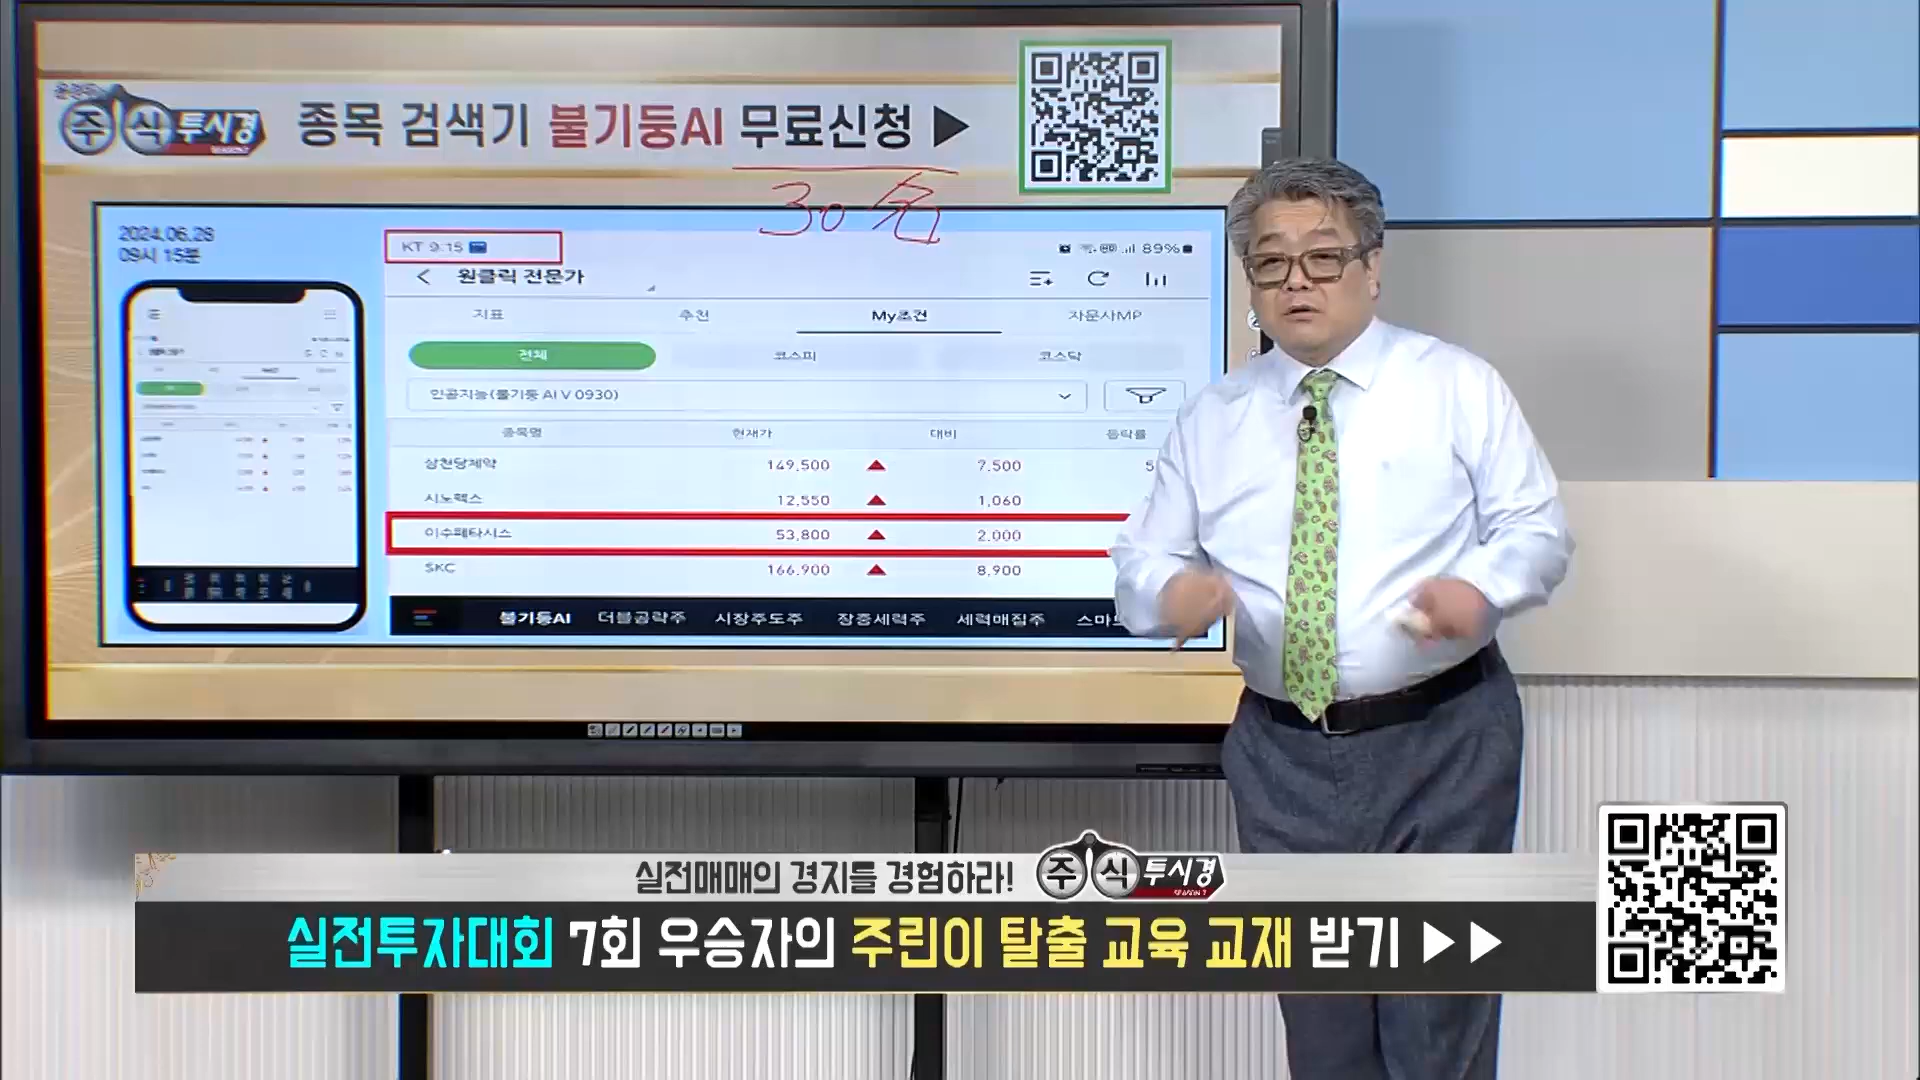 주식투시경
종목 검색기 불기둥AI 무료신청 ▶
30名
2024.06.28
09시 15분
KT 9:15
89%
원클릭 전문가
지표 추천 My조건 자문사MP
전체 코스피 코스닥
인공지능(불기둥 AI V 0930)
종목명 현재가 대비 등락률
삼천당제약 149,500 ▲ 7,500 5
시노펙스 12,550 ▲ 1,060
이수페타시스 53,800 ▲ 2,000
SKC 166,900 ▲ 8,900
불기둥AI 더블공략주 시장주도주 장중세력주 세력매집주 스마트
실전매매의 경지를 경험하라! 주식투시경
실전투자대회 7회 우승자의 주린이 탈출 교육 교재 받기 ▶▶